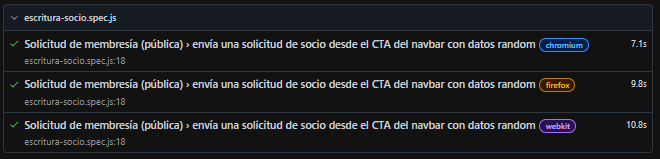 escritura-socio.spec.js
Solicitud de membresía (pública) › envía una solicitud de socio desde el CTA del navbar con datos random chromium 7.1s
escritura-socio.spec.js:18
Solicitud de membresía (pública) › envía una solicitud de socio desde el CTA del navbar con datos random firefox 9.8s
escritura-socio.spec.js:18
Solicitud de membresía (pública) › envía una solicitud de socio desde el CTA del navbar con datos random webkit 10.8s
escritura-socio.spec.js:18